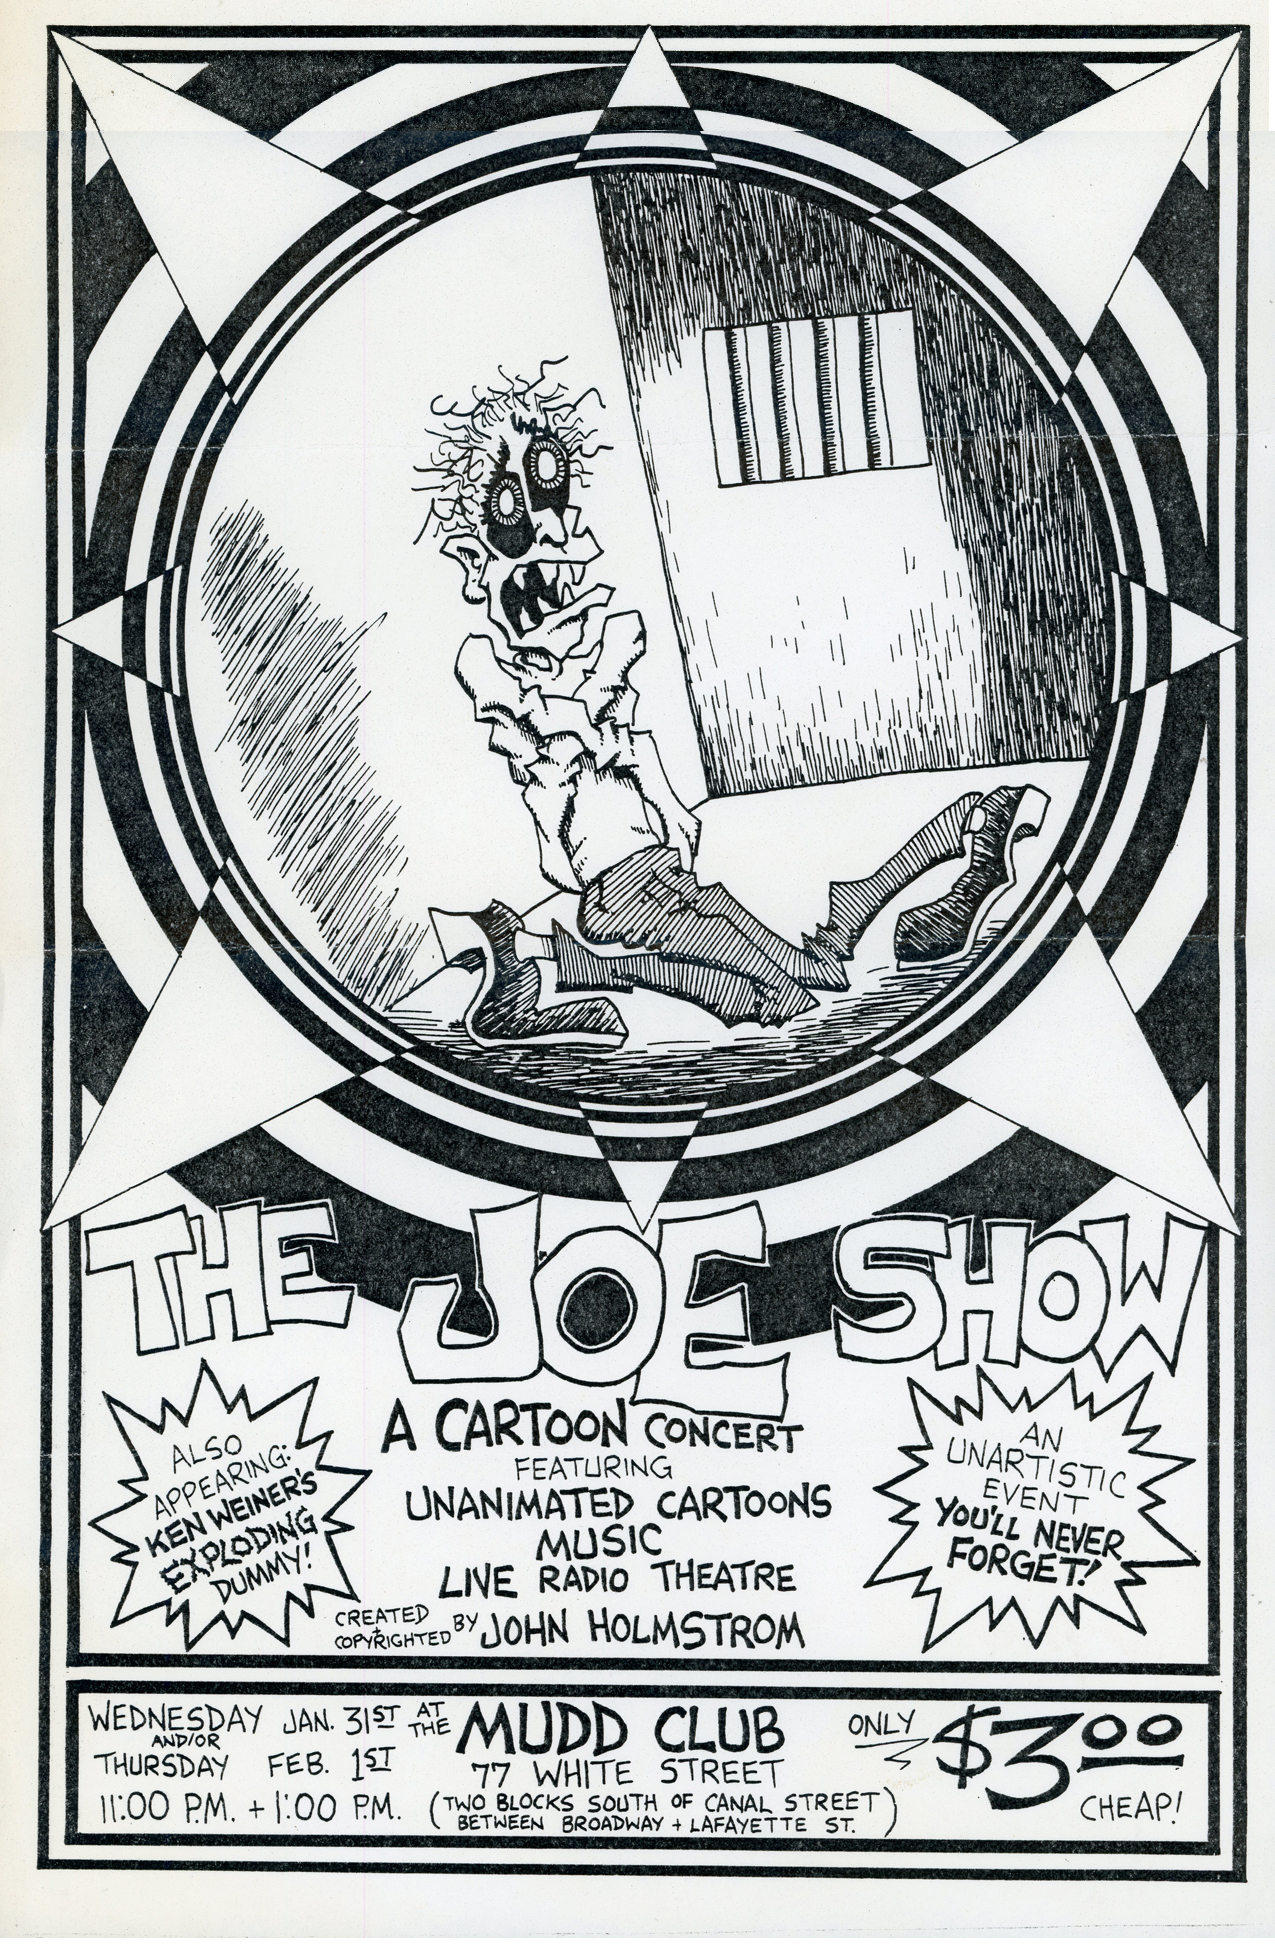 THE JOE SHOW
A CARTOON CONCERT
FEATURING
UNANIMATED CARTOONS
MUSIC
LIVE RADIO THEATRE
CREATED + COPYRIGHTED BY JOHN HOLMSTROM
ALSO
APPEARING:
KEN WEINER'S
EXPLODING
DUMMY!
AN
UNARTISTIC
EVENT
YOU'LL NEVER
FORGET!
WEDNESDAY JAN. 31ST
AND/OR
THURSDAY FEB. 1ST
11:00 P.M. + 1:00 P.M.
AT THE MUDD CLUB
77 WHITE STREET
(TWO BLOCKS SOUTH OF CANAL STREET)
BETWEEN BROADWAY + LAFAYETTE ST.
ONLY $300
CHEAP!